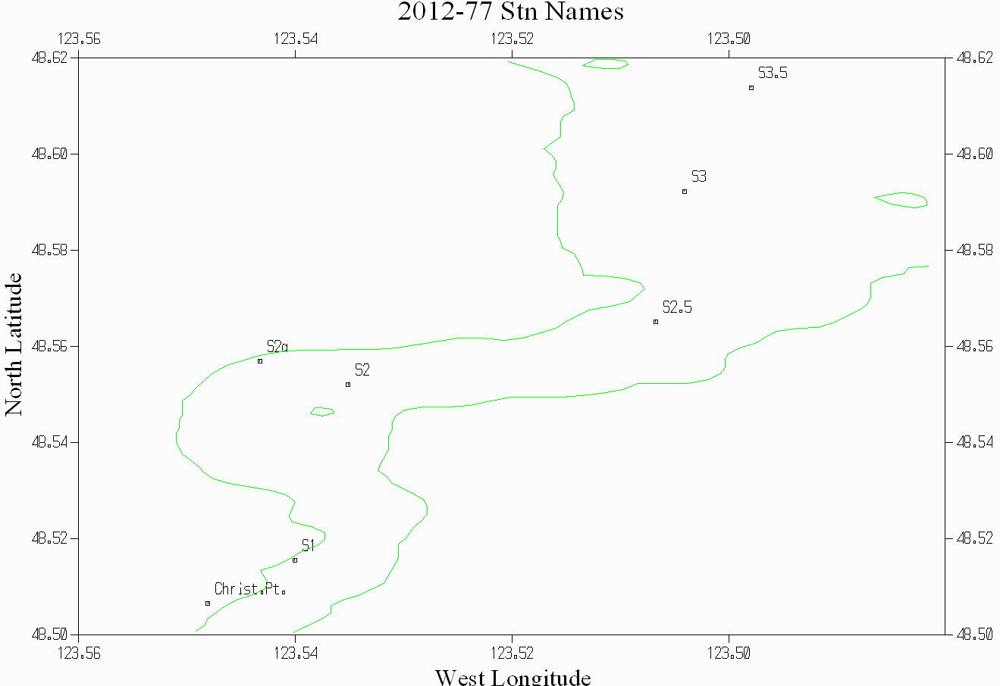 2012-77 Stn Names
123.56 123.54 123.52 123.50
48.62 48.62
S3.5
48.60 48.60
S3
48.58 48.58
S2.5
48.56 48.56
S2a
S2
48.54 48.54
48.52 48.52
S1
Christ.Pt.
48.50 48.50
123.56 123.54 123.52 123.50
West Longitude
North Latitude